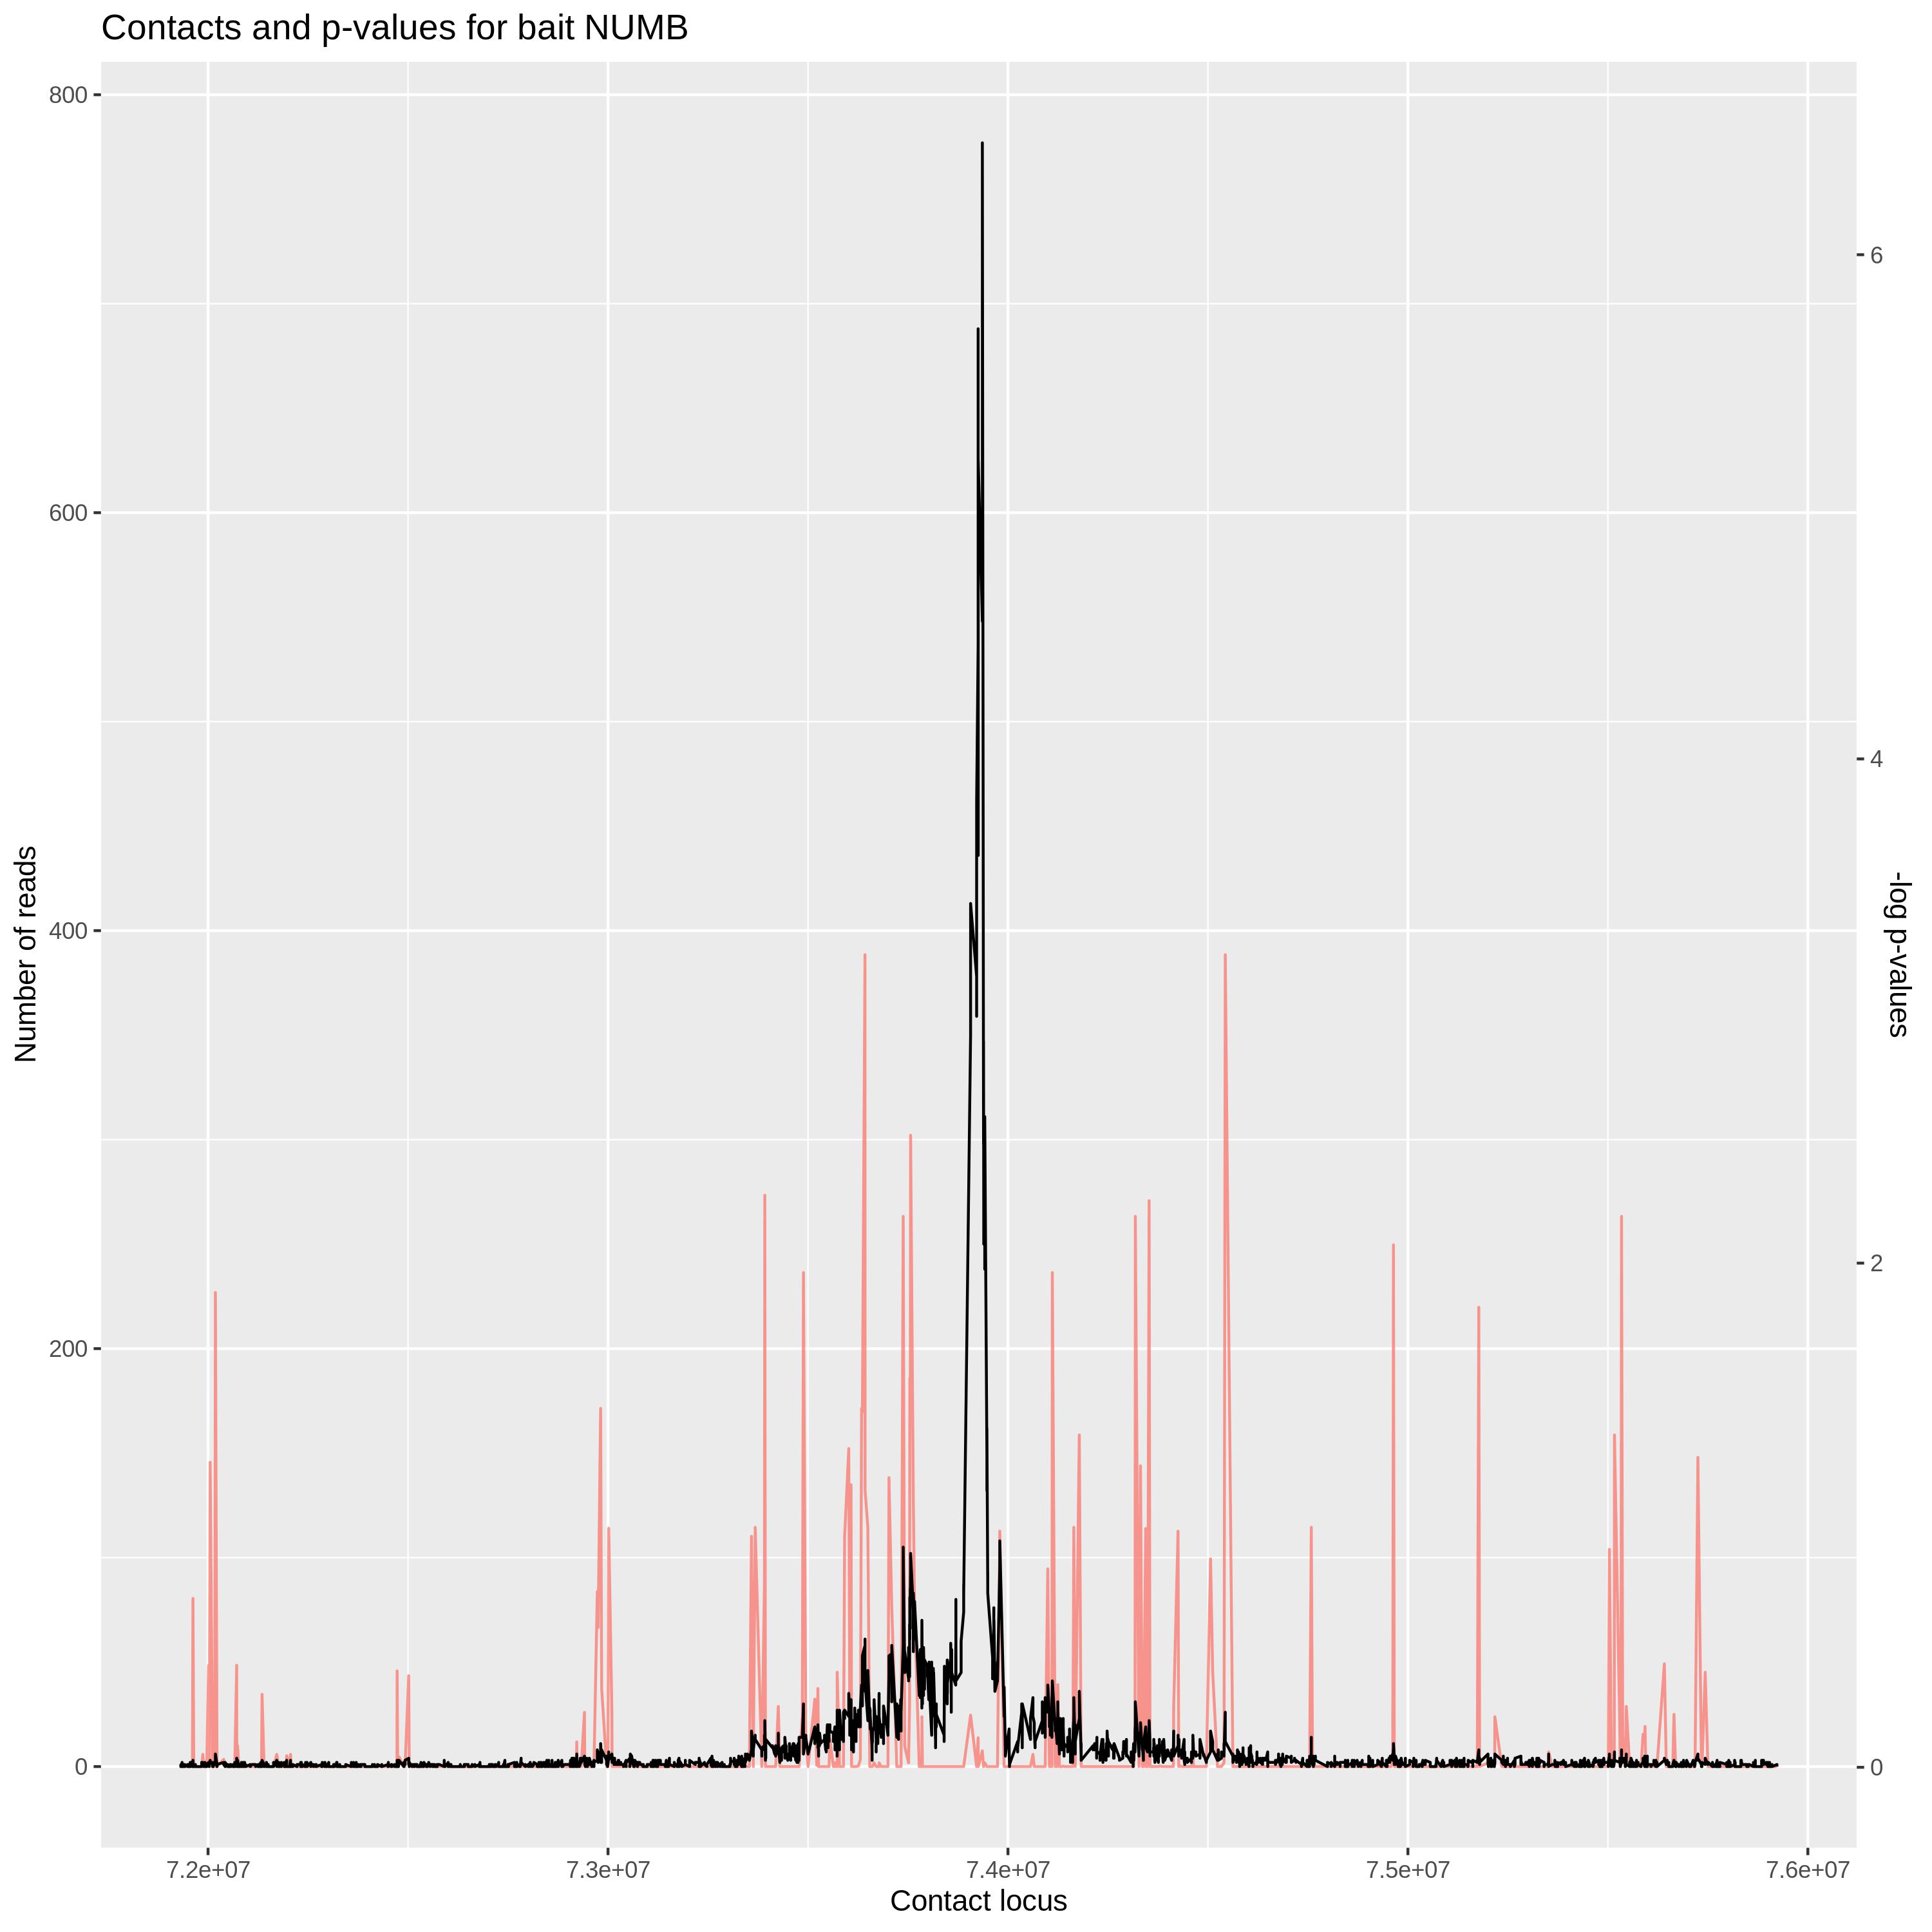 Contacts and p-values for bait NUMB
800
600
400
200
0
6
4
2
0
Number of reads
-log p-values
7.2e+07
7.3e+07
7.4e+07
7.5e+07
7.6e+07
Contact locus